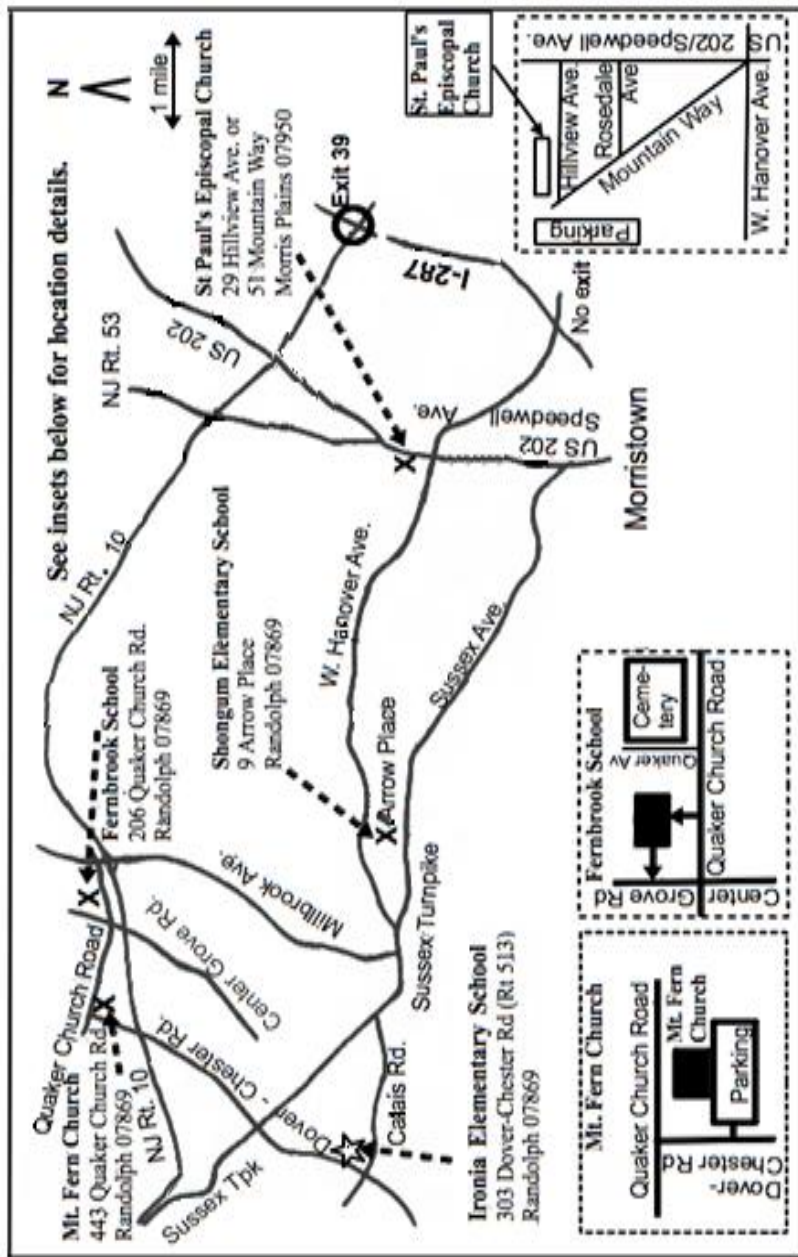 See insets below for location details.
N
1 mile
Mt. Fern Church
443 Quaker Church Rd.
Randolph 07869
Quaker Church Road
NJ Rt. 10
Sussex Tpk
Dover - Chester Rd.
Center Grove Rd.
Millbrook Ave.
Fernbrook School
206 Quaker Church Rd.
Randolph 07869
NJ Rt. 10
NJ Rt. 53
US 202
St Paul's Episcopal Church
29 Hillview Ave. or
51 Mountain Way
Morris Plains 07950
Exit 39
I-287
No exit
Shongum Elementary School
9 Arrow Place
Randolph 07869
Arrow Place
W. Hanover Ave.
Speedwell
Ave.
US 202
Morristown
Sussex Ave.
Sussex Turnpike
Calais Rd.
Ironia Elementary School
303 Dover-Chester Rd (Rt 513)
Randolph 07869
Mt. Fern Church
Quaker Church Road
Mt. Fern
Church
Parking
Dover-
Chester Rd
Fernbrook School
Center
Grove Rd
Quaker Av
Ceme-
tery
Quaker Church Road
St. Paul's
Episcopal
Church
Parking
Hillview Ave.
Rosedale
Ave
Mountain Way
W. Hanover Ave.
US
202/Speedwell Ave.